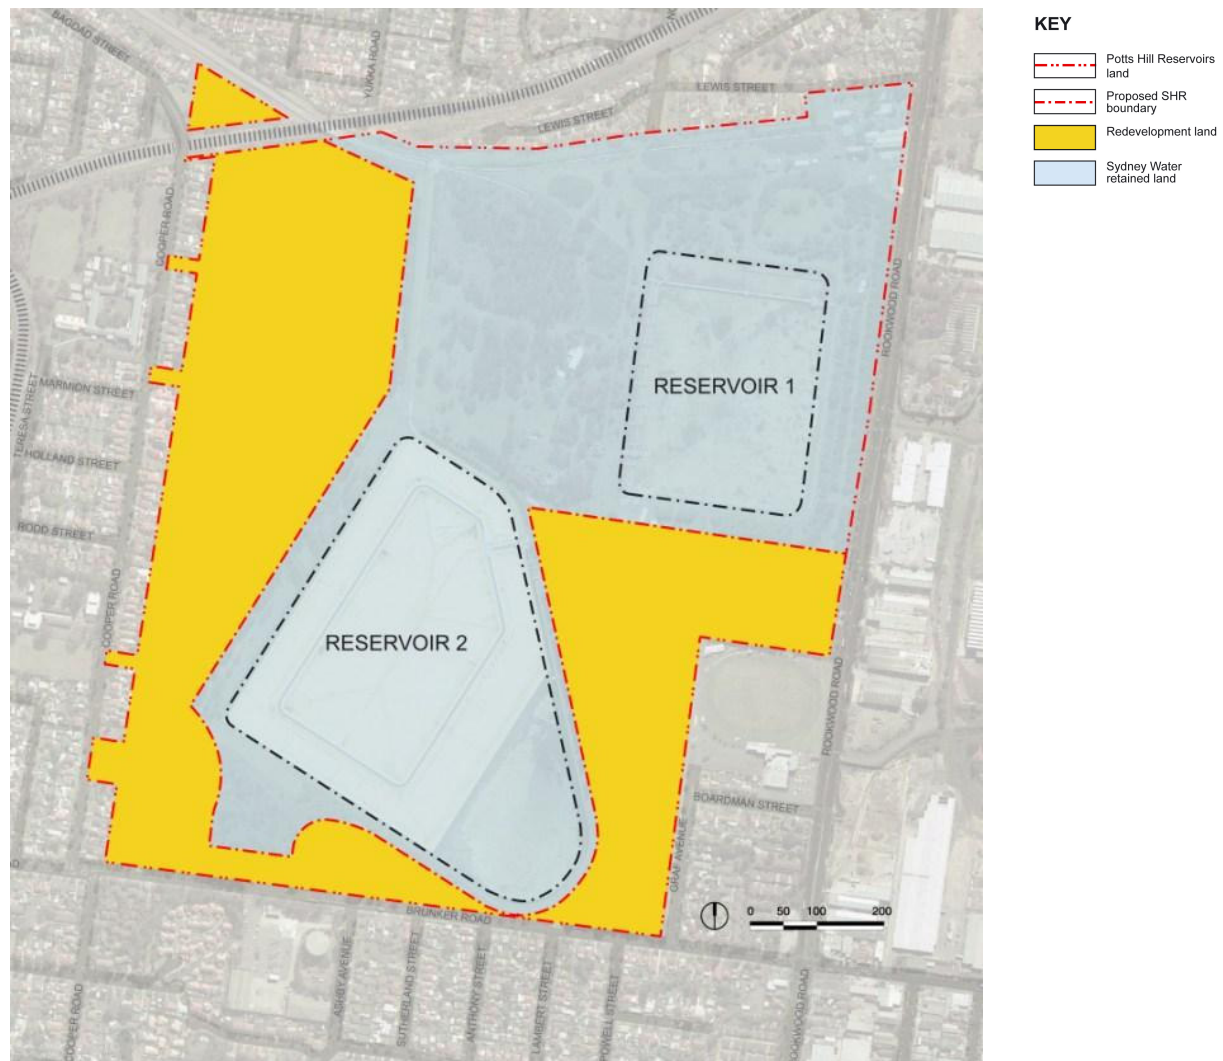 BAGDAD STREET
YUKKA ROAD
LEWIS STREET
LEWIS STREET
COOPER ROAD
ROOKWOOD ROAD
RESERVOIR 1
MARMION STREET
TERESA STREET
HOLLAND STREET
RODD STREET
COOPER ROAD
RESERVOIR 2
ROOKWOOD ROAD
BOARDMAN STREET
GRAF AVENUE
BRUNKER ROAD
0 50 100 200
ASHBY AVENUE
SUTHERLAND STREET
ANTHONY STREET
LAMBERT STREET
POWELL STREET
COOPER ROAD
OOKWOOD ROAD
KEY
Potts Hill Reservoirs
land
Proposed SHR
boundary
Redevelopment land
Sydney Water
retained land